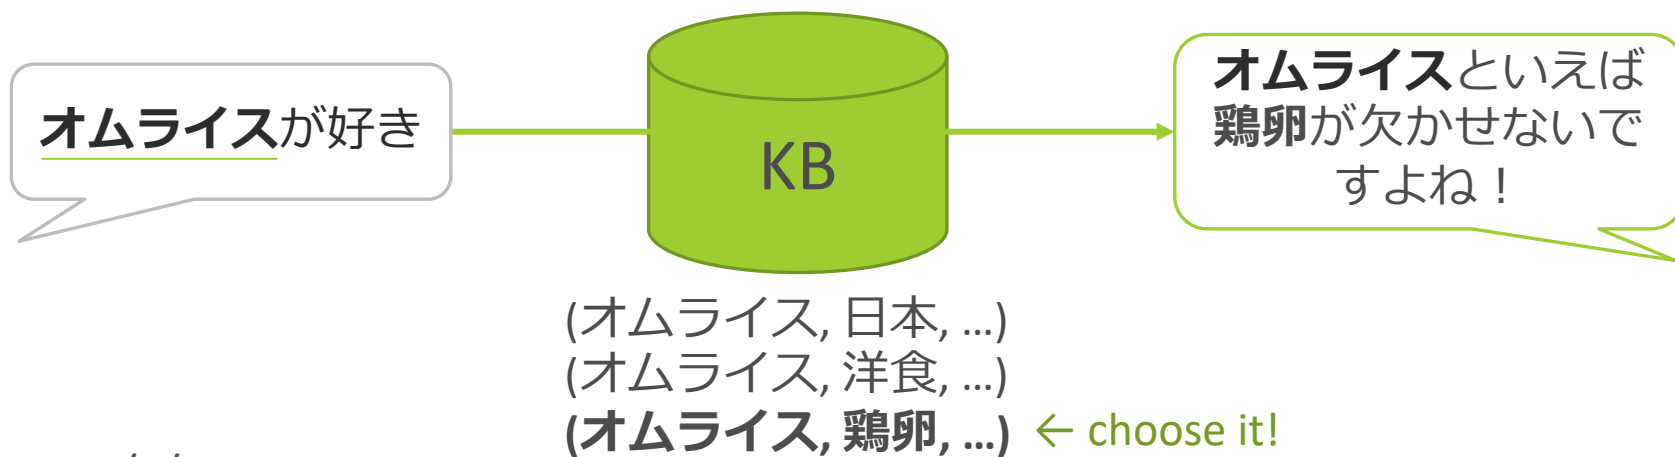 オムライスが好き
KB
オムライスといえば
鶏卵が欠かせないで
すよね！
(オムライス, 日本, ...)
(オムライス, 洋食, ...)
(オムライス, 鶏卵, ...)
← choose it!